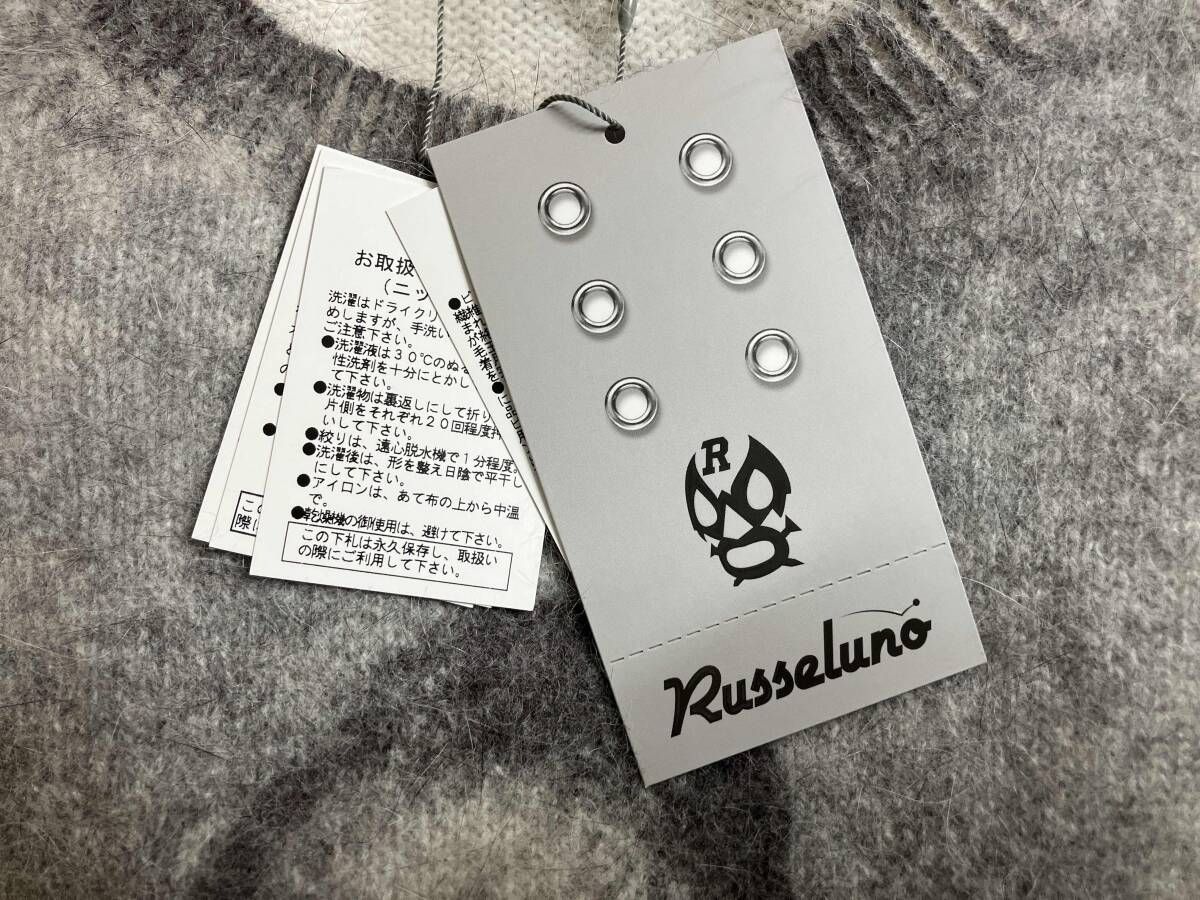 お取扱
（ニッ
洗濯はドライクリ
めしますが、手洗い
ご注意下さい。
●洗濯液は３０℃のぬる
性洗剤を十分にとかし
て下さい。
●洗濯物は裏返しにして折り
片側をそれぞれ２０回程度押
いして下さい。
●絞りは、遠心脱水機で１分程度。
●洗濯後は、形を整え日陰で平干し
にして下さい。
●アイロンは、あて布の上から中温
で。
●乾燥機の御使用は、避けて下さい。
この下札は永久保存し、取扱い
の際にご利用して下さい。
この
際に
R
Russeluno